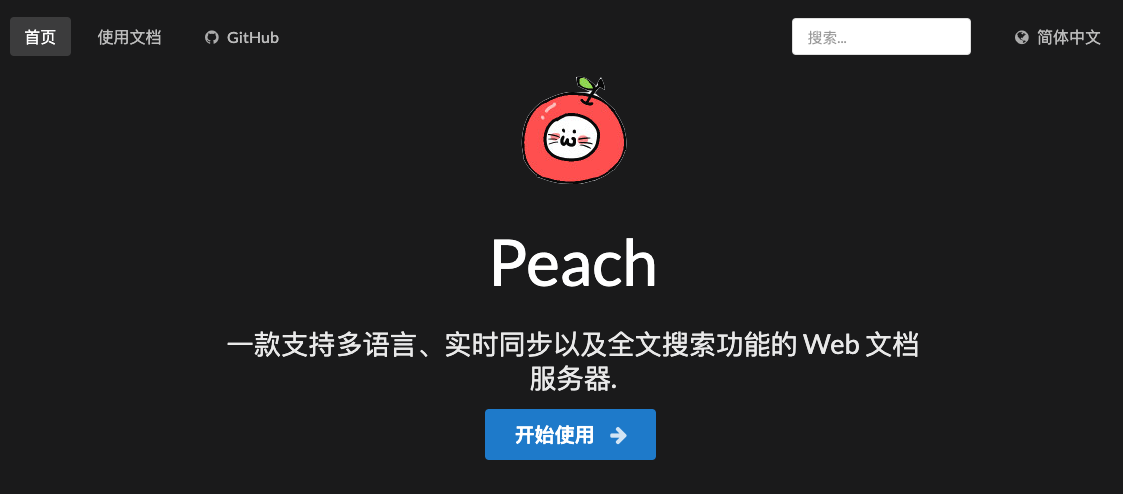 首页
使用文档
GitHub
搜索...
简体中文
Peach
一款支持多语言、实时同步以及全文搜索功能的 Web 文档
服务器.
开始使用